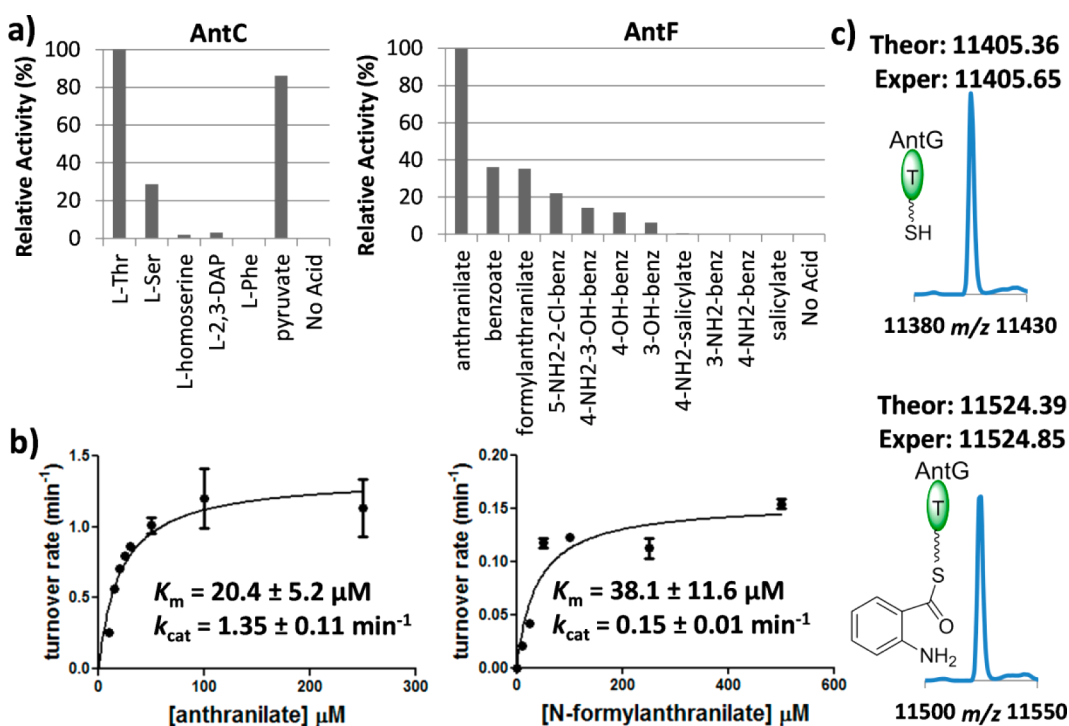 a)
AntC
Relative Activity (%)
100
80
60
40
20
0
L-Thr
L-Ser
L-homoserine
L-2,3-DAP
L-Phe
pyruvate
No Acid
AntF
Relative Activity (%)
100
80
60
40
20
0
anthranilate
benzoate
formylanthranilate
5-NH2-2-Cl-benz
4-NH2-3-OH-benz
4-OH-benz
3-OH-benz
4-NH2-salicylate
3-NH2-benz
4-NH2-benz
salicylate
No Acid
b)
turnover rate (min⁻¹)
1.5
1.0
0.5
0.0
Kₘ = 20.4 ± 5.2 µM
k_cat = 1.35 ± 0.11 min⁻¹
0
100
200
300
[anthranilate] µM
turnover rate (min⁻¹)
0.20
0.15
0.10
0.05
0.00
Kₘ = 38.1 ± 11.6 µM
k_cat = 0.15 ± 0.01 min⁻¹
0
200
400
600
[N-formylanthranilate] µM
c)
Theor: 11405.36
Exper: 11405.65
AntG
T
SH
11380 m/z 11430
Theor: 11524.39
Exper: 11524.85
AntG
T
S
O
NH₂
11500 m/z 11550